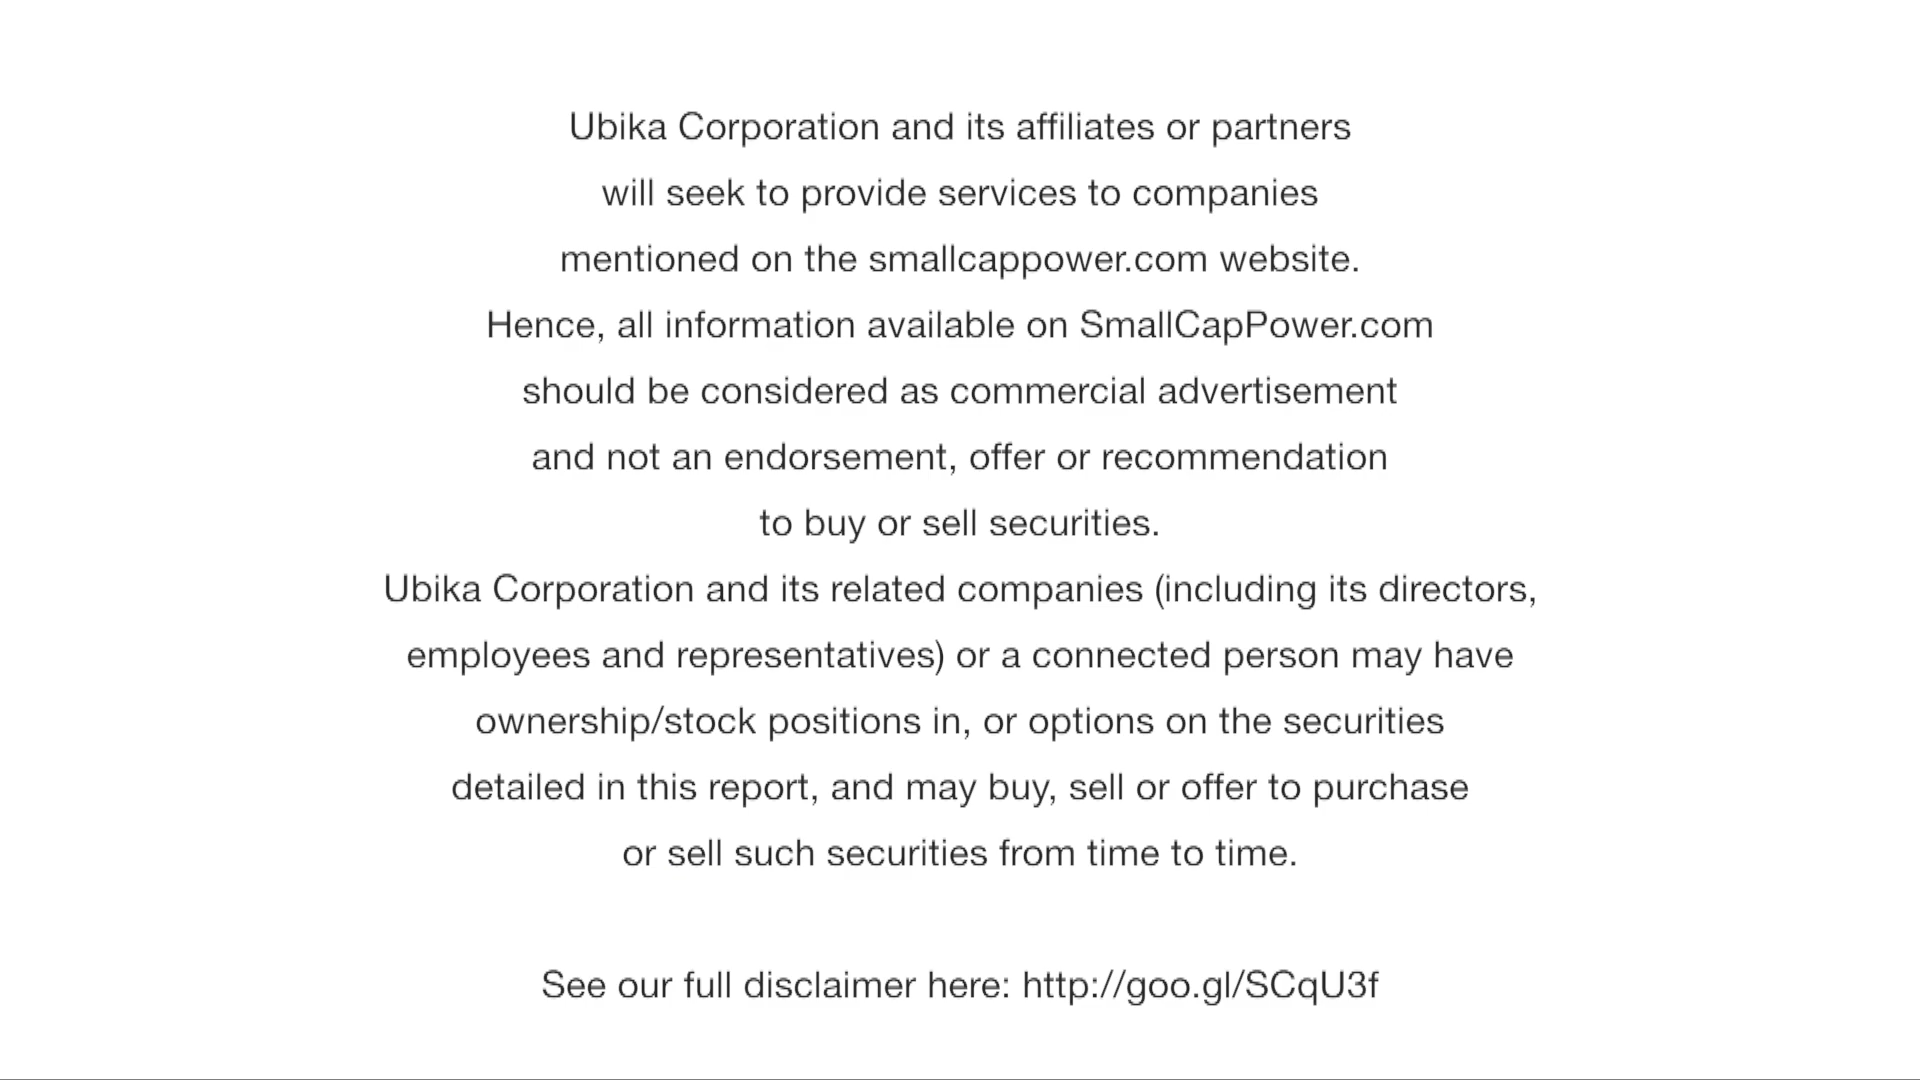 Ubika Corporation and its affiliates or partners
will seek to provide services to companies
mentioned on the smallcappower.com website.
Hence, all information available on SmallCapPower.com
should be considered as commercial advertisement
and not an endorsement, offer or recommendation
to buy or sell securities.
Ubika Corporation and its related companies (including its directors,
employees and representatives) or a connected person may have
ownership/stock positions in, or options on the securities
detailed in this report, and may buy, sell or offer to purchase
or sell such securities from time to time.
See our full disclaimer here: http://goo.gl/SCqU3f